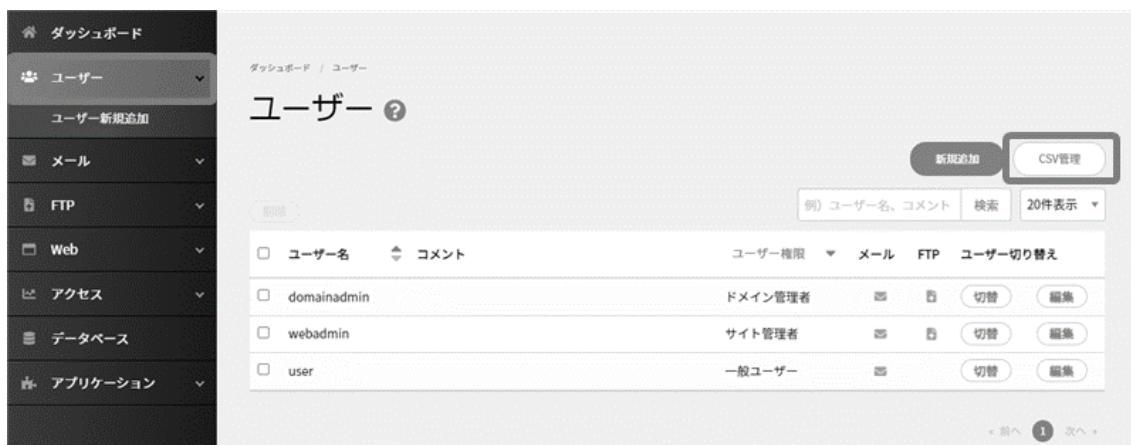 ダッシュボード
ユーザー
ユーザー新規追加
メール
FTP
Web
アクセス
データベース
アプリケーション
ダッシュボード / ユーザー
ユーザー ?
新規追加 CSV管理
削除 例）ユーザー名、コメント 検索 20件表示
ユーザー名 コメント ユーザー権限 メール FTP ユーザー切り替え
domainadmin ドメイン管理者 切替 編集
webadmin サイト管理者 切替 編集
user 一般ユーザー 切替 編集
« 前へ 1 次へ »